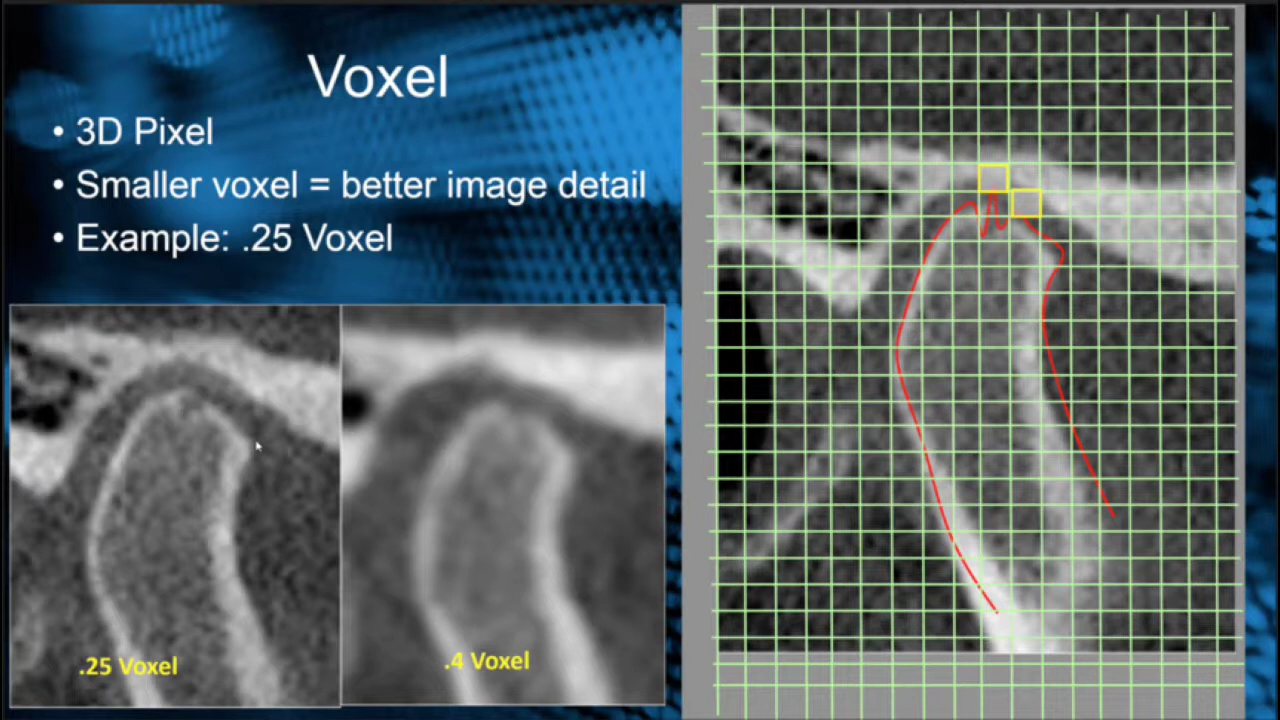 Voxel
• 3D Pixel
• Smaller voxel = better image detail
• Example: .25 Voxel
.25 Voxel
.4 Voxel